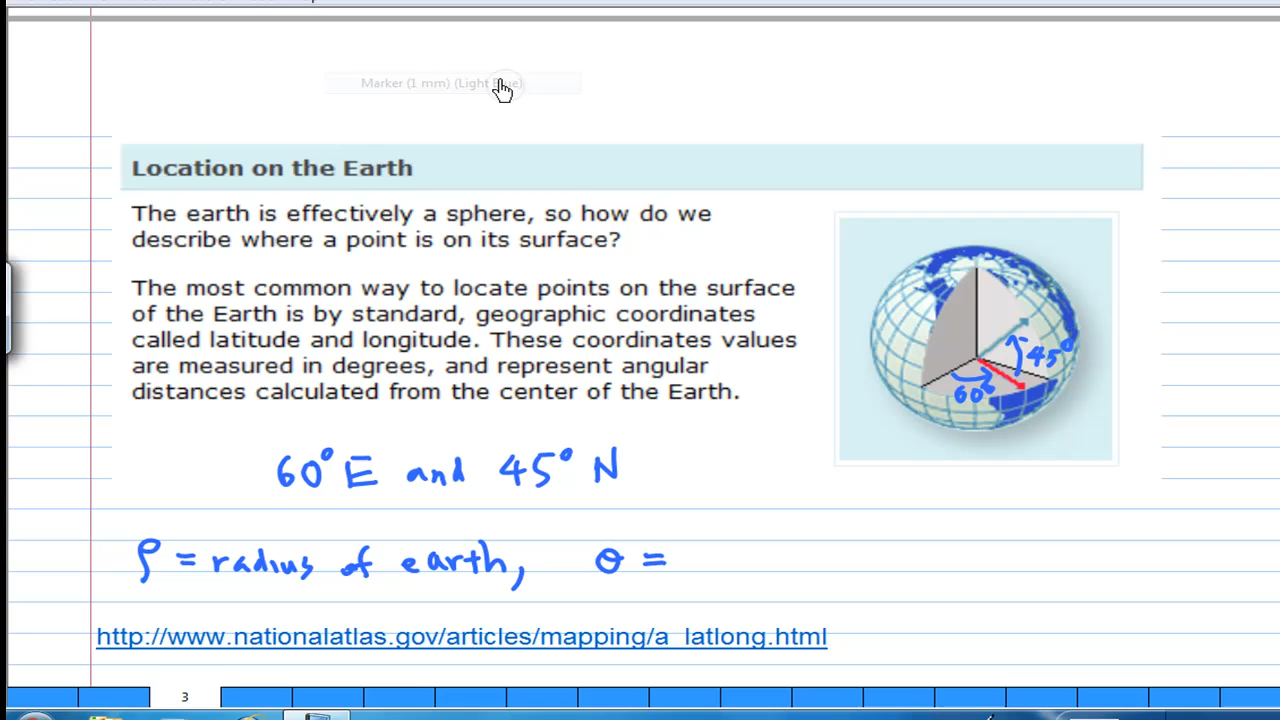 Marker (1 mm) (Light Blue)
Location on the Earth
The earth is effectively a sphere, so how do we
describe where a point is on its surface?
The most common way to locate points on the surface
of the Earth is by standard, geographic coordinates
called latitude and longitude. These coordinates values
are measured in degrees, and represent angular
distances calculated from the center of the Earth.
45°
60°
60° E and 45° N
ρ = radius of earth, θ =
http://www.nationalatlas.gov/articles/mapping/a_latlong.html
3